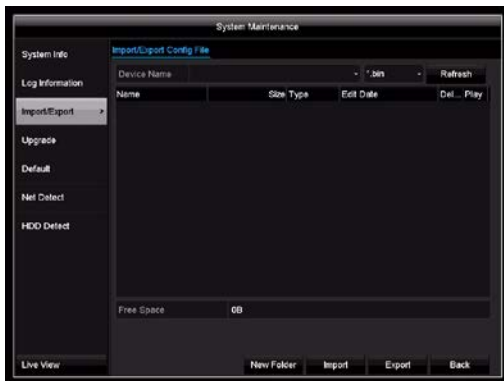 System Maintenance
System Info
Log Information
Import/Export >
Upgrade
Default
Net Detect
HDD Detect
Live View
Import/Export Config File
Device Name
*.bin
Refresh
Name Size Type Edit Date Del... Play
Free Space 0B
New Folder Import Export Back